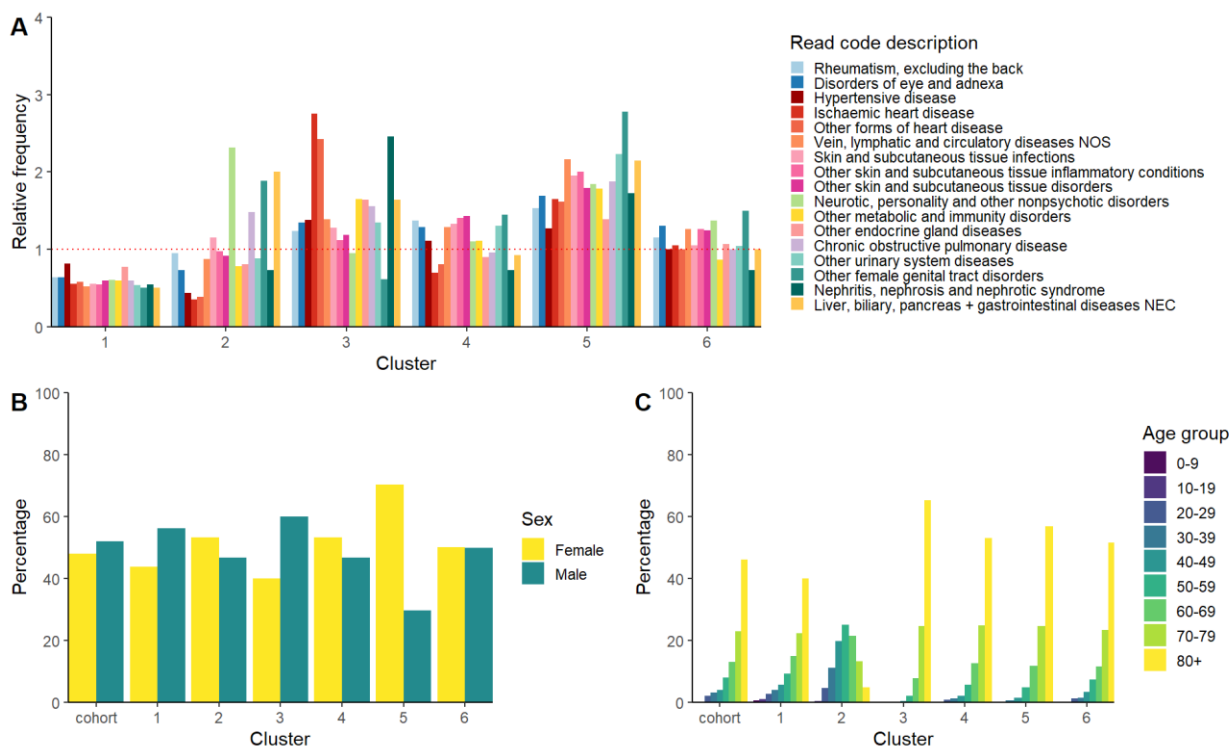 A
4
3
2
1
0
Relative frequency
1 2 3 4 5 6
Cluster
Read code description
Rheumatism, excluding the back
Disorders of eye and adnexa
Hypertensive disease
Ischaemic heart disease
Other forms of heart disease
Vein, lymphatic and circulatory diseases NOS
Skin and subcutaneous tissue infections
Other skin and subcutaneous tissue inflammatory conditions
Other skin and subcutaneous tissue disorders
Neurotic, personality and other nonpsychotic disorders
Other metabolic and immunity disorders
Other endocrine gland diseases
Chronic obstructive pulmonary disease
Other urinary system diseases
Other female genital tract disorders
Nephritis, nephrosis and nephrotic syndrome
Liver, biliary, pancreas + gastrointestinal diseases NEC
B
100
80
60
40
20
0
Percentage
cohort 1 2 3 4 5 6
Cluster
Sex
Female
Male
C
100
80
60
40
20
0
Percentage
cohort 1 2 3 4 5 6
Cluster
Age group
0-9
10-19
20-29
30-39
40-49
50-59
60-69
70-79
80+